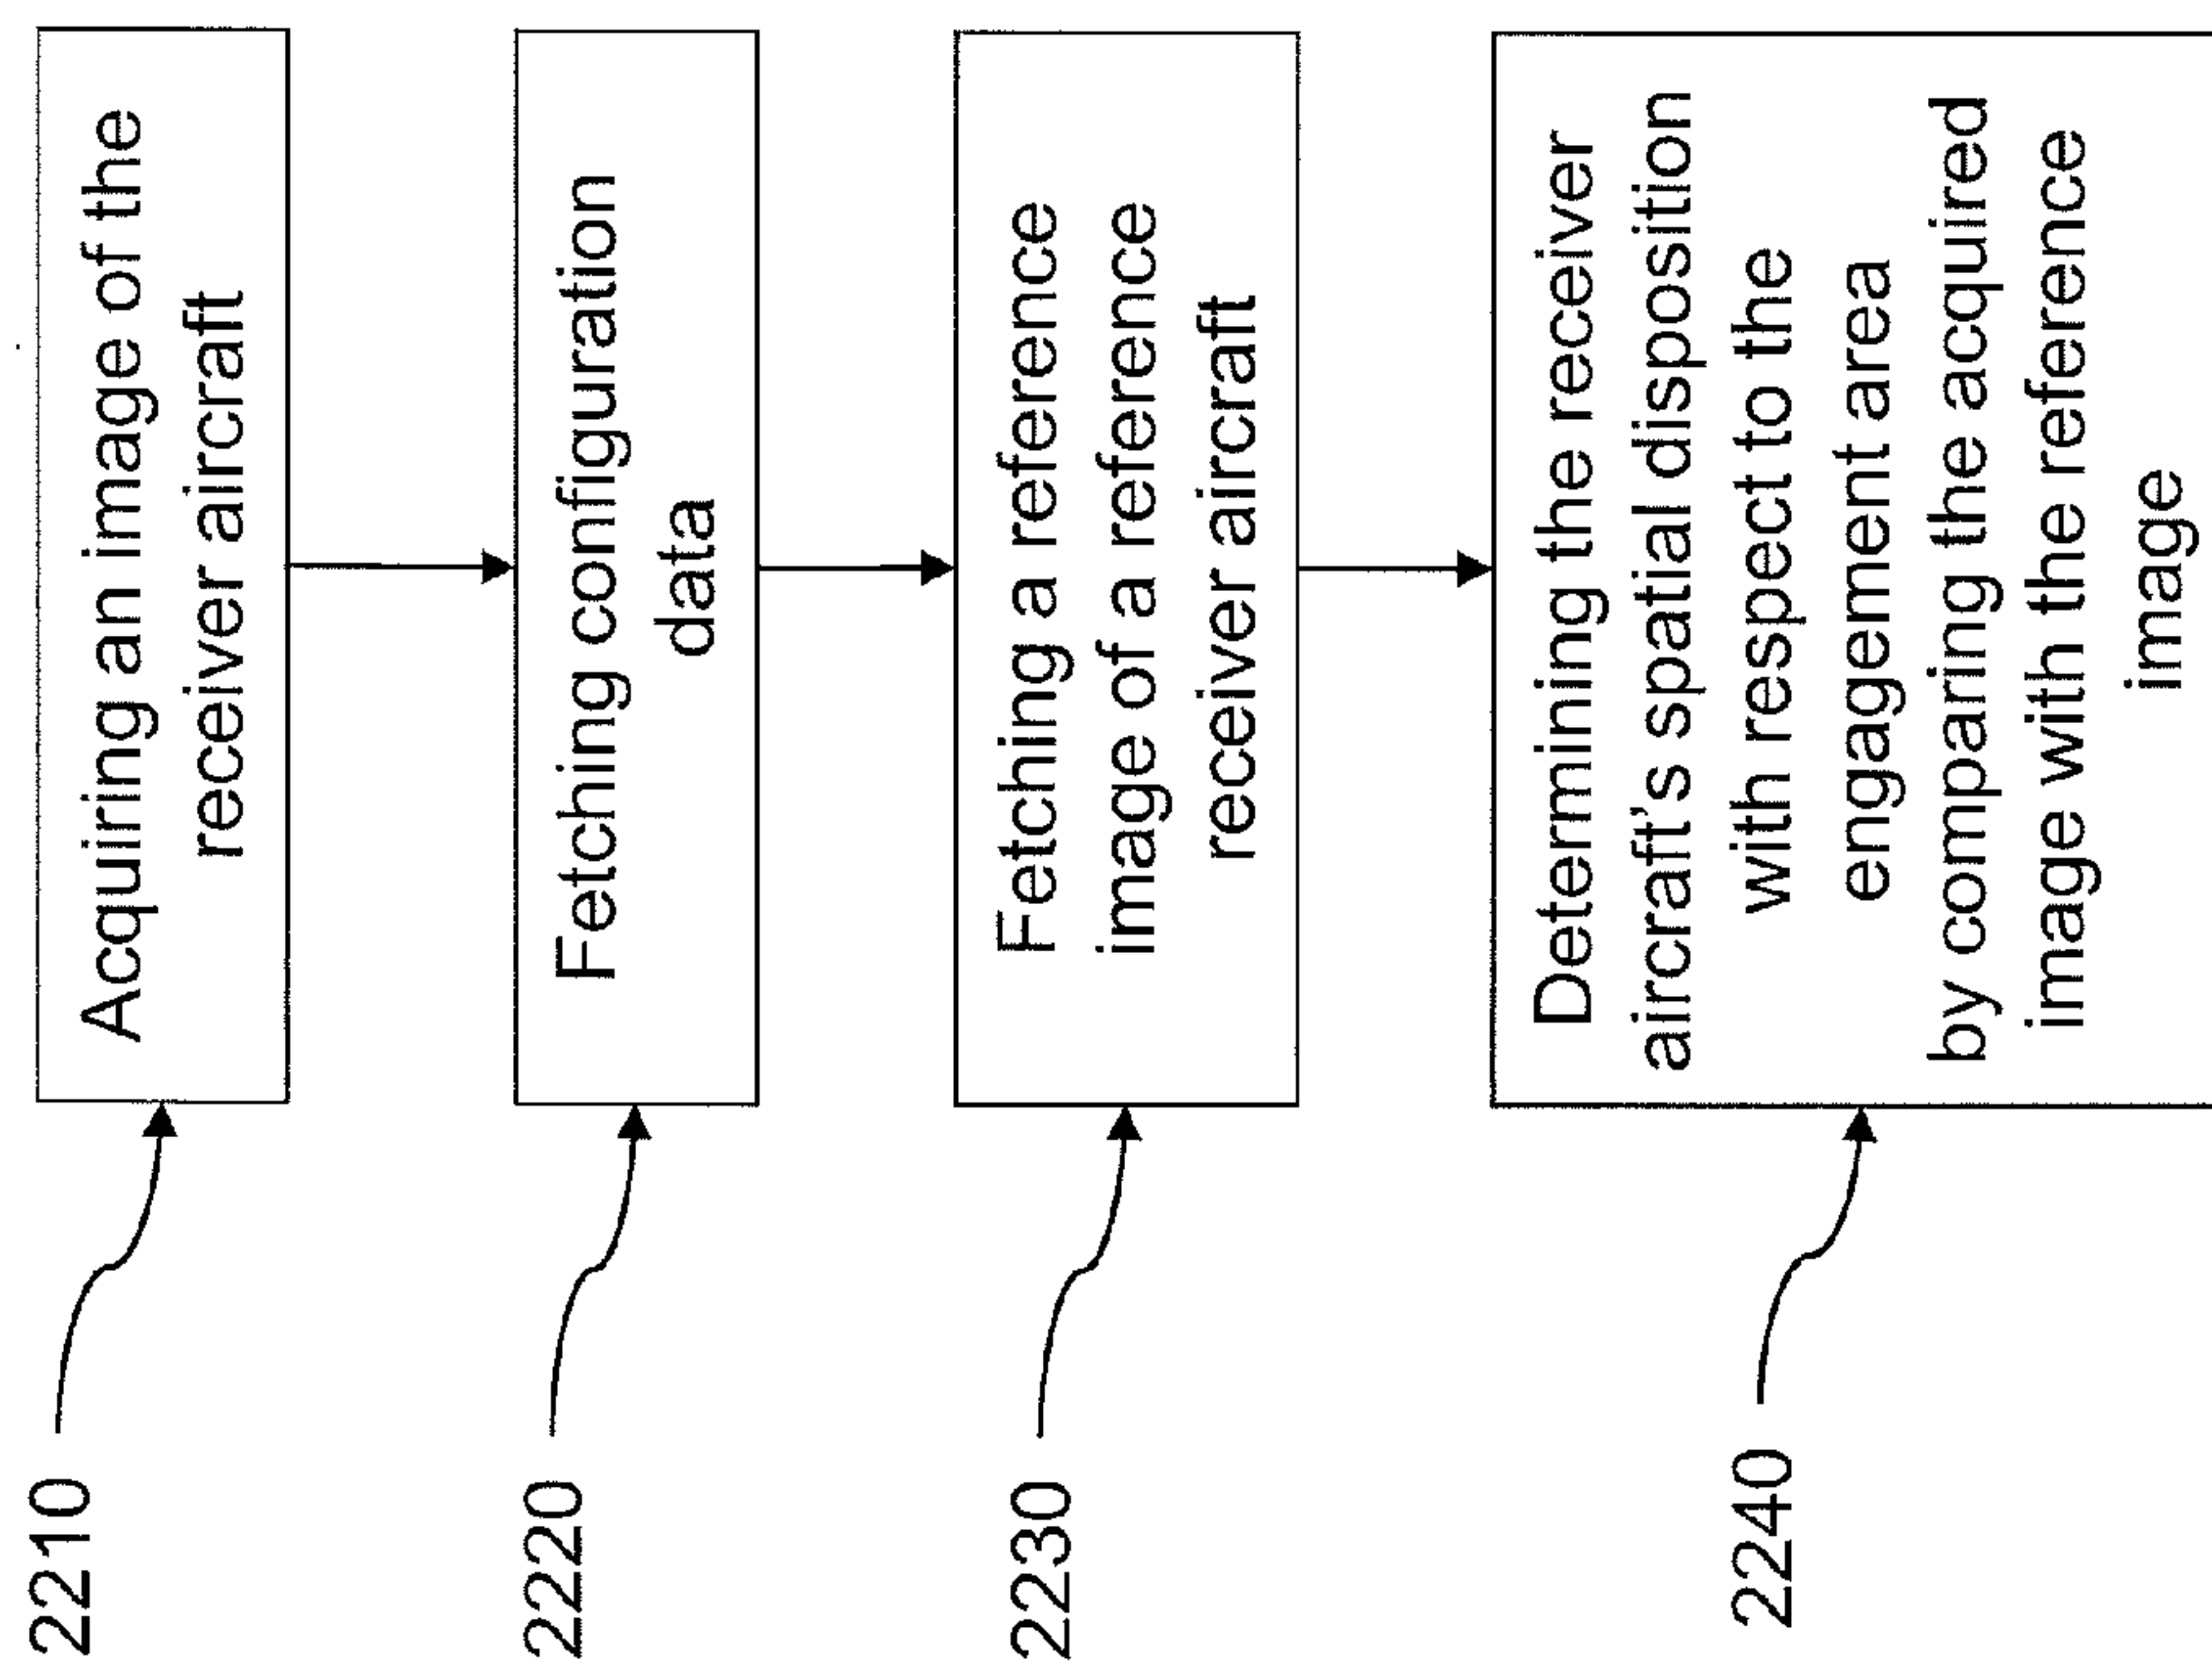 2210
Acquiring an image of the
receiver aircraft
2220
Fetching configuration
data
2230
Fetching a reference
image of a reference
receiver aircraft
2240
Determining the receiver
aircraft's spatial disposition
with respect to the
engagement area
by comparing the acquired
image with the reference
image